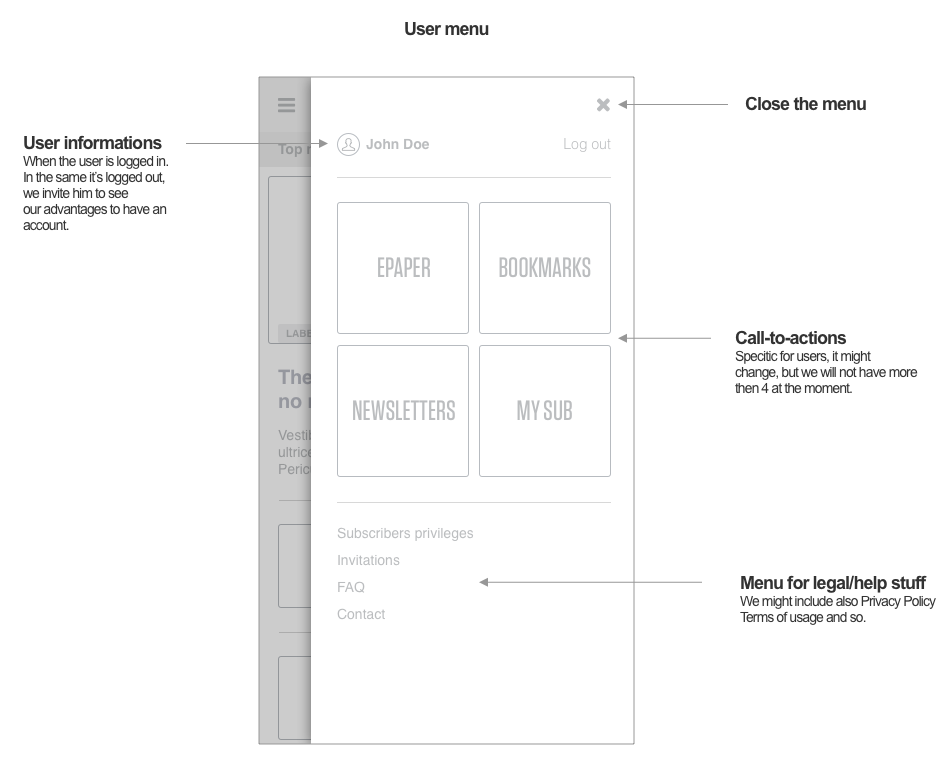 User menu
Close the menu
User informations
When the user is logged in.
In the same it's logged out,
we invite him to see
our advantages to have an
account.
Top
John Doe
Log out
EPAPER
BOOKMARKS
LABE
Call-to-actions
Specitic for users, it might
change, but we will not have more
then 4 at the moment.
The
no
NEWSLETTERS
MY SUB
Vestib
ultrice
Peric
Subscribers privileges
Invitations
FAQ
Contact
Menu for legal/help stuff
We might include also Privacy Policy
Terms of usage and so.